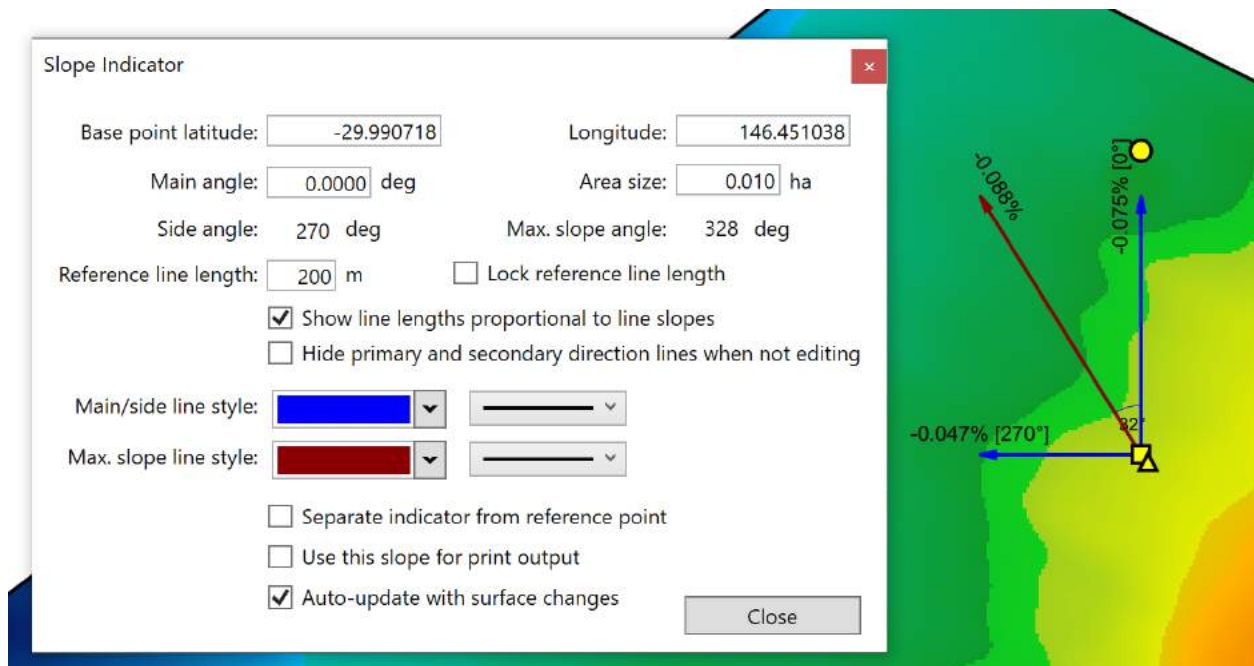 Slope Indicator
×
Base point latitude: -29.990718 Longitude: 146.451038
Main angle: 0.0000 deg Area size: 0.010 ha
Side angle: 270 deg Max. slope angle: 328 deg
Reference line length: 200 m Lock reference line length
Show line lengths proportional to line slopes
Hide primary and secondary direction lines when not editing
Main/side line style:
Max. slope line style:
Separate indicator from reference point
Use this slope for print output
Auto-update with surface changes
Close
-0.088%
-0.075% [0°]
32°
-0.047% [270°]